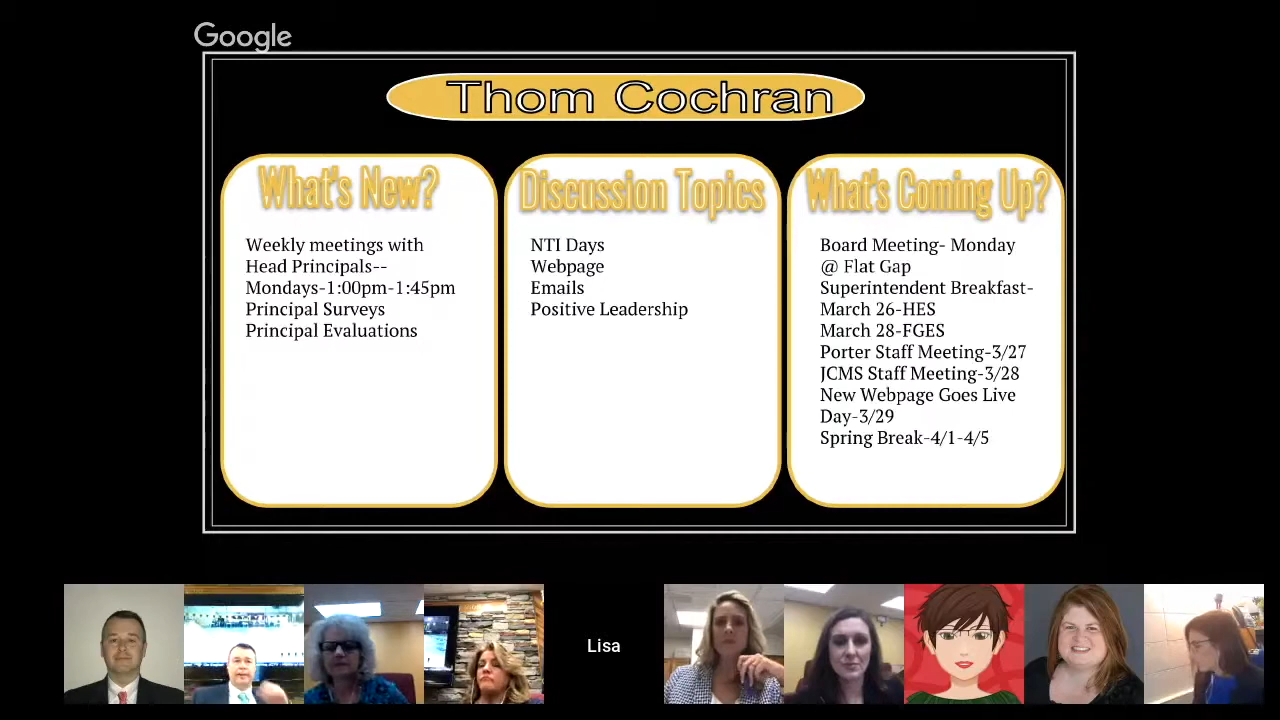 Google
Thom Cochran
What's New?
Weekly meetings with
Head Principals--
Mondays-1:00pm-1:45pm
Principal Surveys
Principal Evaluations
Discussion Topics
NTI Days
Webpage
Emails
Positive Leadership
What's Coming Up?
Board Meeting- Monday
@ Flat Gap
Superintendent Breakfast-
March 26-HES
March 28-FGES
Porter Staff Meeting-3/27
JCMS Staff Meeting-3/28
New Webpage Goes Live
Day-3/29
Spring Break-4/1-4/5
Lisa